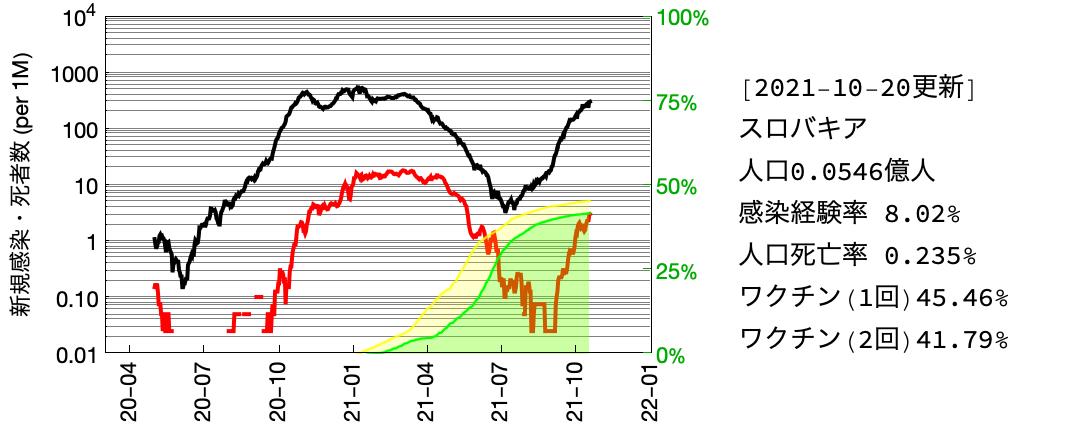 新規感染・死者数 (per 1M)
10^4
1000
100
10
1
0.10
0.01
100%
75%
50%
25%
0%
20-04
20-07
20-10
21-01
21-04
21-07
21-10
22-01
[2021-10-20更新]
スロバキア
人口0.0546億人
感染経験率 8.02%
人口死亡率 0.235%
ワクチン(1回)45.46%
ワクチン(2回)41.79%